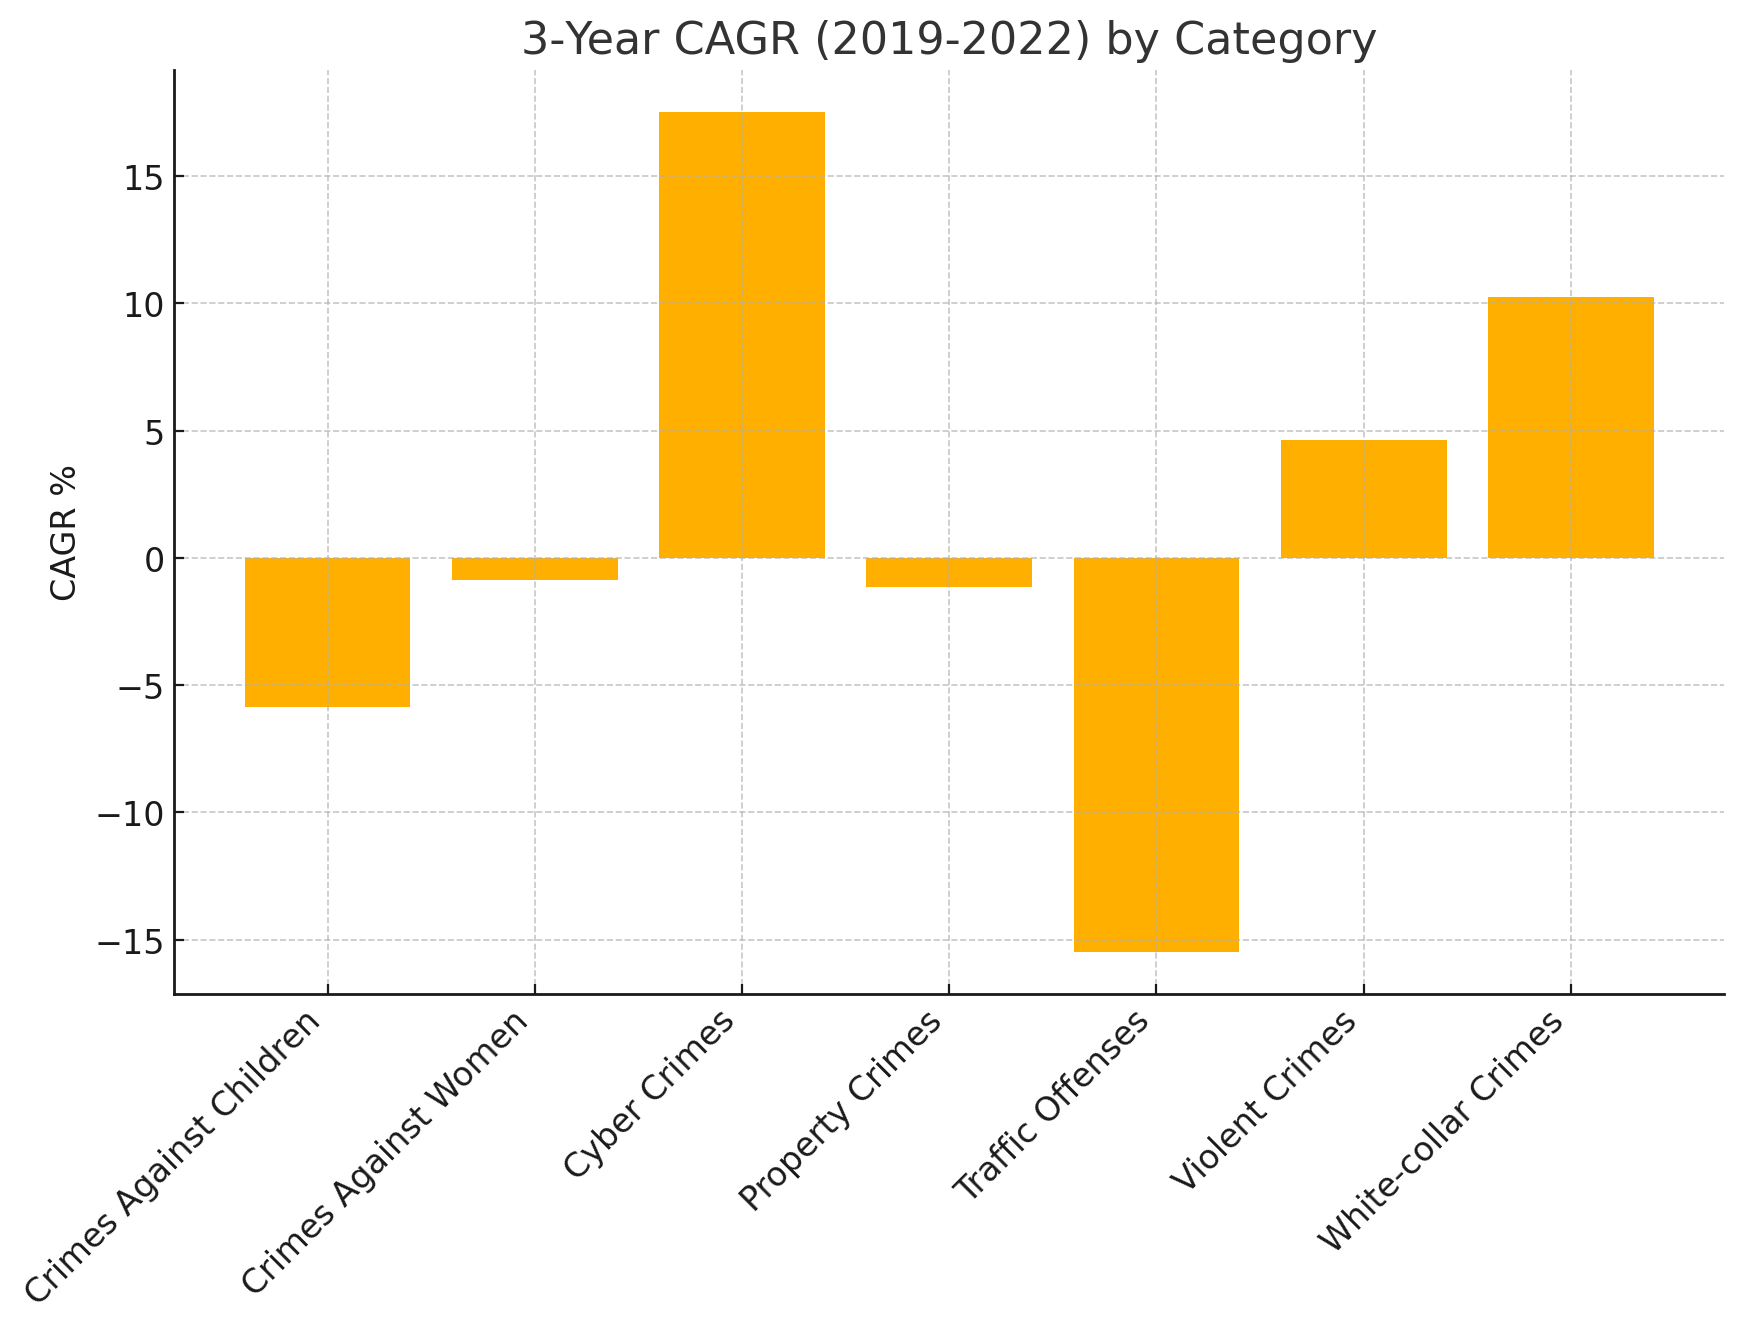 3-Year CAGR (2019-2022) by Category
CAGR %
15
10
5
0
−5
−10
−15
Crimes Against Children
Crimes Against Women
Cyber Crimes
Property Crimes
Traffic Offenses
Violent Crimes
White-collar Crimes